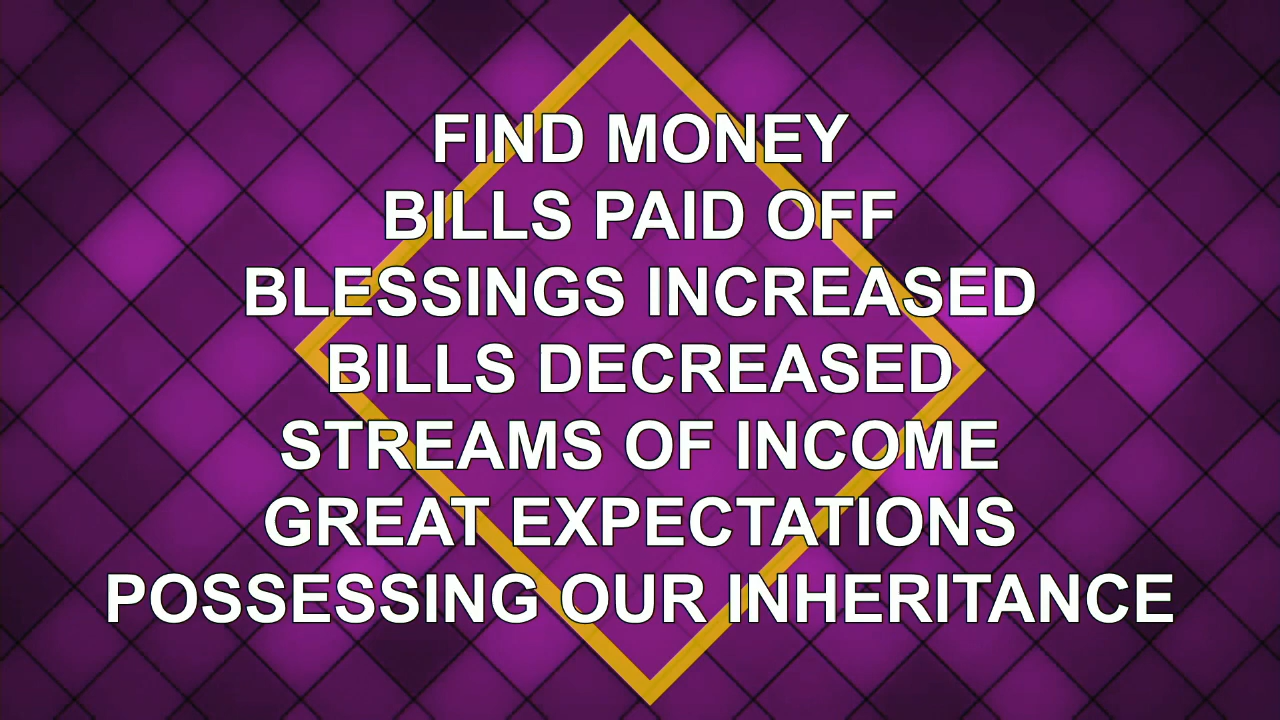 FIND MONEY
BILLS PAID OFF
BLESSINGS INCREASED
BILLS DECREASED
STREAMS OF INCOME
GREAT EXPECTATIONS
POSSESSING OUR INHERITANCE